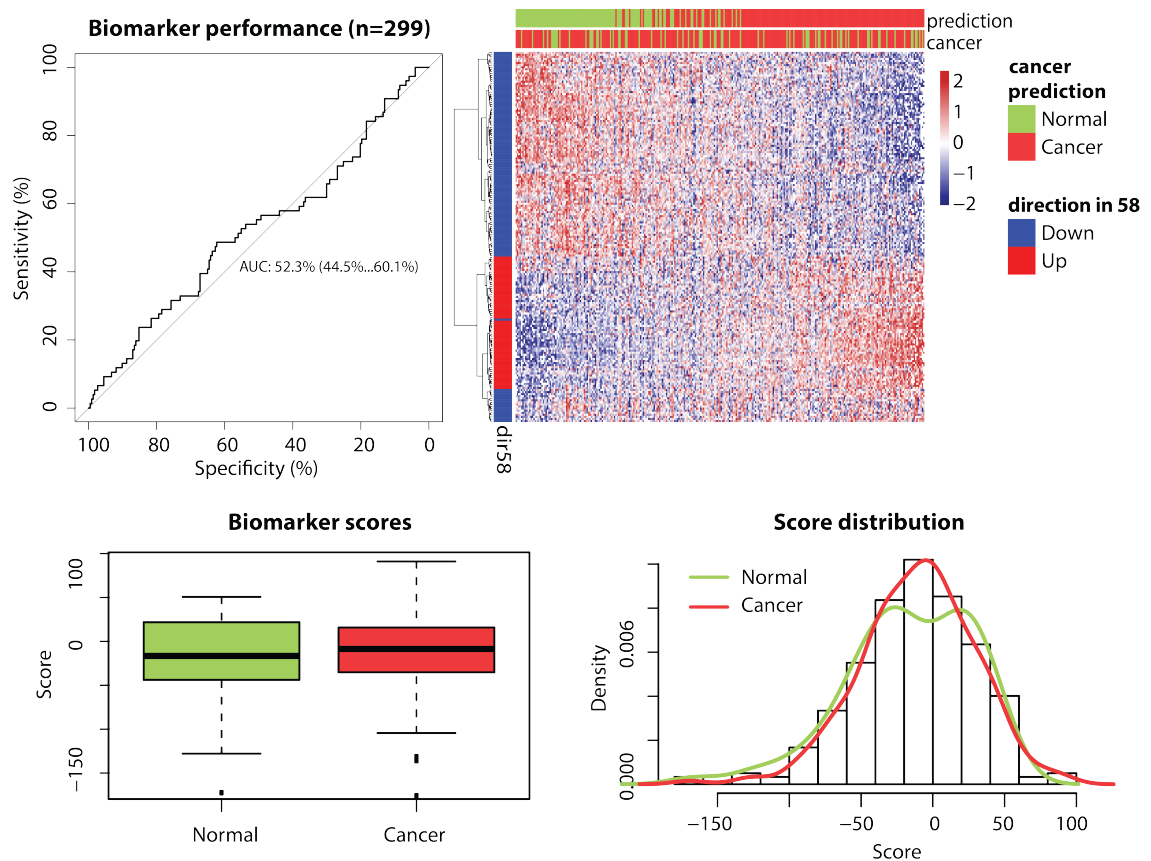 Biomarker performance (n=299)
100
80
60
40
20
0
Sensitivity (%)
AUC: 52.3% (44.5%...60.1%)
100 80 60 40 20 0
Specificity (%)
prediction
cancer
2
1
0
−1
−2
dir58
cancer
prediction
Normal
Cancer
direction in 58
Down
Up
Biomarker scores
100
0
−150
Score
Normal Cancer
Score distribution
Normal
Cancer
0.006
0.000
Density
−150 −50 0 50 100
Score